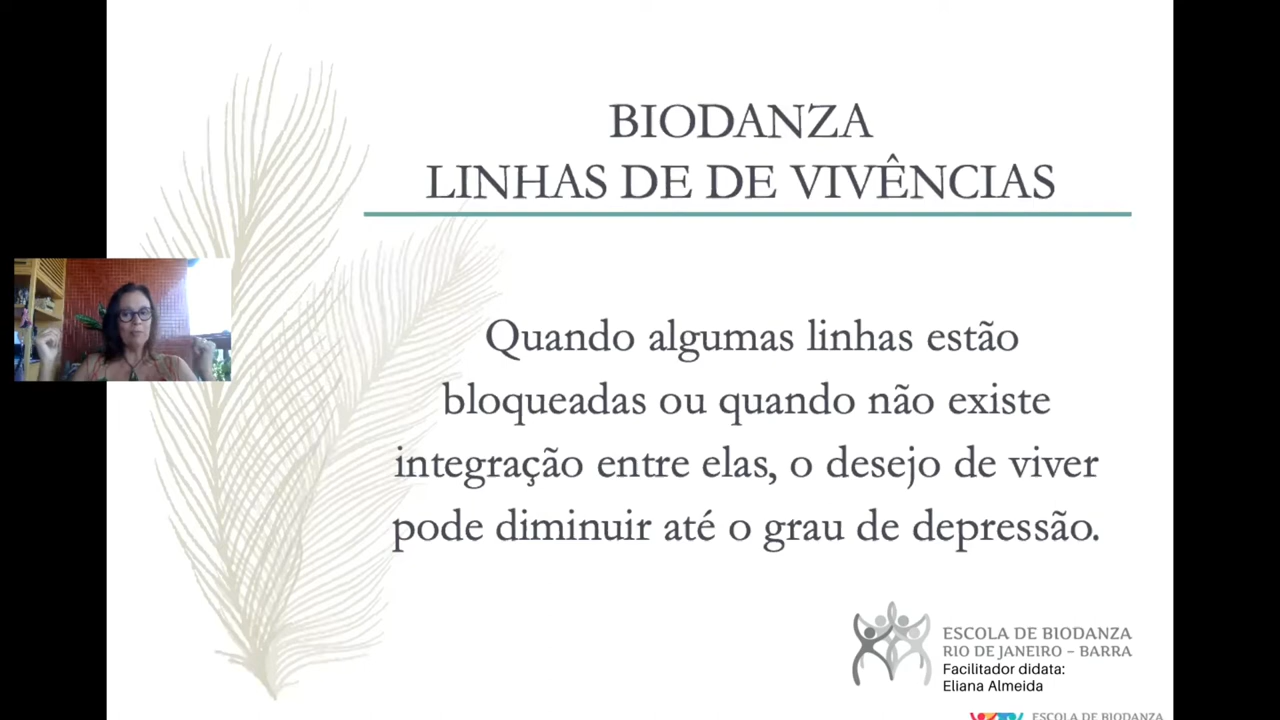 BIODANZA
LINHAS DE DE VIVÊNCIAS
Quando algumas linhas estão
bloqueadas ou quando não existe
integração entre elas, o desejo de viver
pode diminuir até o grau de depressão.
ESCOLA DE BIODANZA
RIO DE JANEIRO – BARRA
Facilitador didata:
Eliana Almeida
ESCOLA DE BIODANZA